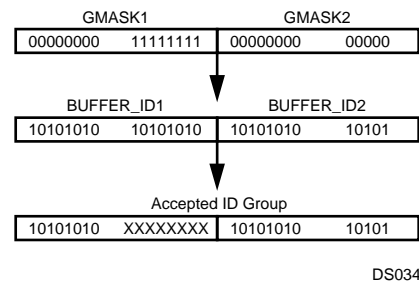 GMASK1 GMASK2
00000000 11111111 00000000 00000
BUFFER_ID1 BUFFER_ID2
10101010 10101010 10101010 10101
Accepted ID Group
10101010 XXXXXXXX 10101010 10101
DS034